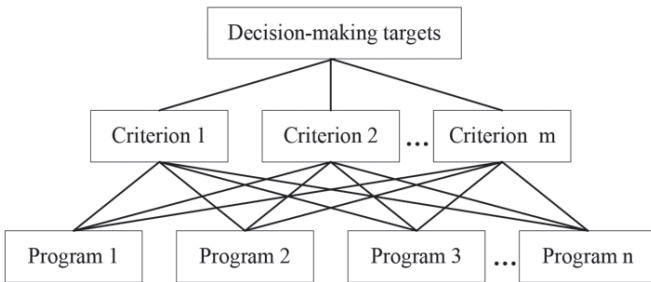 Decision-making targets
Criterion 1 Criterion 2 ... Criterion m
Program 1 Program 2 Program 3 ... Program n